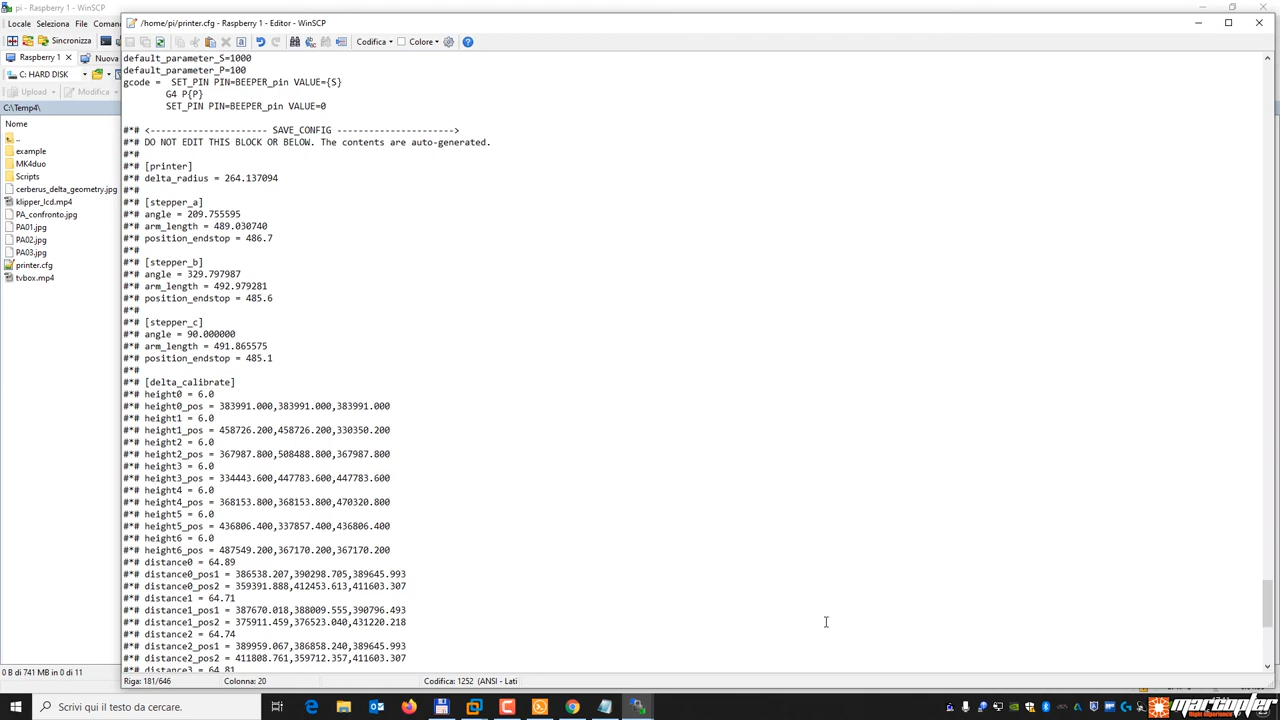 pi - Raspberry 1 - WinSCP
/home/pi/printer.cfg - Raspberry 1 - Editor - WinSCP
Locale Seleziona File Comandi
Sincronizza
Codifica Colore
Raspberry 1 Nuova
C: HARD DISK
Upload Modifica
C:\Temp4\
Nome
..
example
MK4duo
Scripts
cerberus_delta_geometry.jpg
klipper_lcd.mp4
PA_confronto.jpg
PA01.jpg
PA02.jpg
PA03.jpg
printer.cfg
tvbox.mp4
default_parameter_S=1000
default_parameter_P=100
gcode = SET_PIN PIN=BEEPER_pin VALUE={S}
G4 P{P}
SET_PIN PIN=BEEPER_pin VALUE=0
#*# <---------------------- SAVE_CONFIG ---------------------->
#*# DO NOT EDIT THIS BLOCK OR BELOW. The contents are auto-generated.
#*#
#*# [printer]
#*# delta_radius = 264.137094
#*#
#*# [stepper_a]
#*# angle = 209.755595
#*# arm_length = 489.030740
#*# position_endstop = 486.7
#*#
#*# [stepper_b]
#*# angle = 329.797987
#*# arm_length = 492.979281
#*# position_endstop = 485.6
#*#
#*# [stepper_c]
#*# angle = 90.000000
#*# arm_length = 491.865575
#*# position_endstop = 485.1
#*#
#*# [delta_calibrate]
#*# height0 = 6.0
#*# height0_pos = 383991.000,383991.000,383991.000
#*# height1 = 6.0
#*# height1_pos = 458726.200,458726.200,330350.200
#*# height2 = 6.0
#*# height2_pos = 367987.800,508488.800,367987.800
#*# height3 = 6.0
#*# height3_pos = 334443.600,447783.600,447783.600
#*# height4 = 6.0
#*# height4_pos = 368153.800,368153.800,470320.800
#*# height5 = 6.0
#*# height5_pos = 436806.400,337857.400,436806.400
#*# height6 = 6.0
#*# height6_pos = 487549.200,367170.200,367170.200
#*# distance0 = 64.89
#*# distance0_pos1 = 386538.207,390298.705,389645.993
#*# distance0_pos2 = 359391.888,412453.613,411603.307
#*# distance1 = 64.71
#*# distance1_pos1 = 387670.018,388009.555,390796.493
#*# distance1_pos2 = 375911.459,376523.040,431220.218
#*# distance2 = 64.74
#*# distance2_pos1 = 389959.067,386858.240,389645.993
#*# distance2_pos2 = 411808.761,359712.357,411603.307
#*# distance3 = 64.81
0 B di 741 MB in 0 di 11
Riga: 181/646 Colonna: 20 Codifica: 1252 (ANSI - Lati
Scrivi qui il testo da cercare.
martcopter